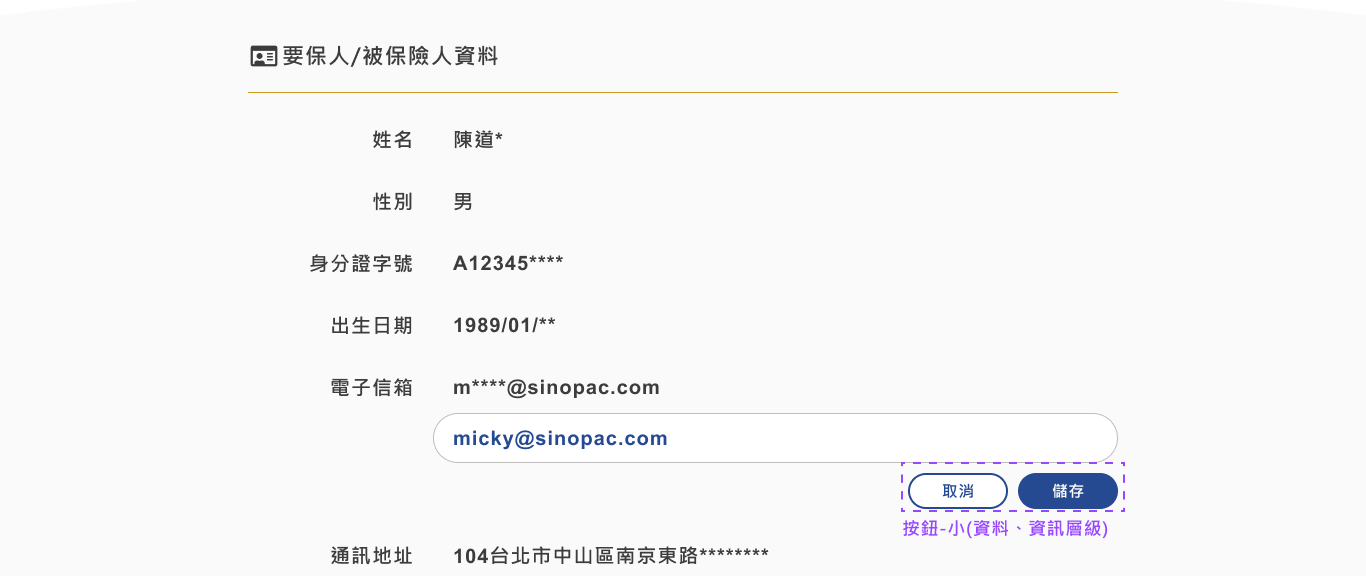 要保人/被保險人資料
姓名 陳道*
性別 男
身分證字號 A12345****
出生日期 1989/01/**
電子信箱 m****@sinopac.com
micky@sinopac.com
取消 儲存
按鈕-小(資料、資訊層級)
通訊地址 104台北市中山區南京東路********